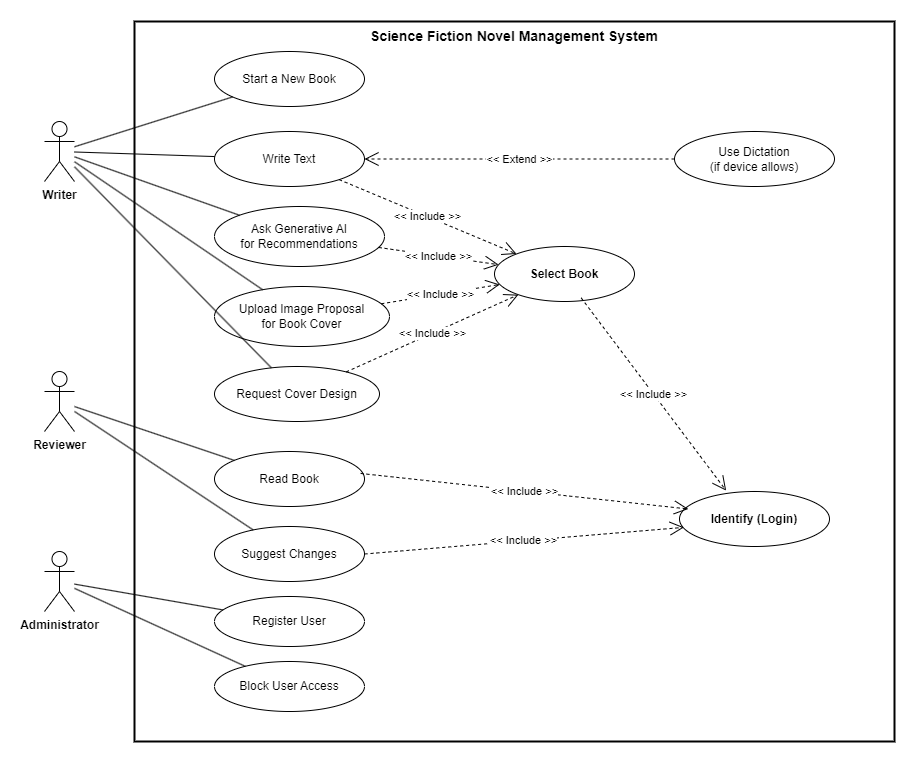 Science Fiction Novel Management System
Start a New Book
Writer
Write Text
<< Extend >>
Use Dictation
(if device allows)
<< Include >>
Ask Generative AI
for Recommendations
<< Include >>
Select Book
<< Include >>
Upload Image Proposal
for Book Cover
<< Include >>
Request Cover Design
<< Include >>
Reviewer
Read Book
<< Include >>
Identify (Login)
Suggest Changes
<< Include >>
Administrator
Register User
Block User Access